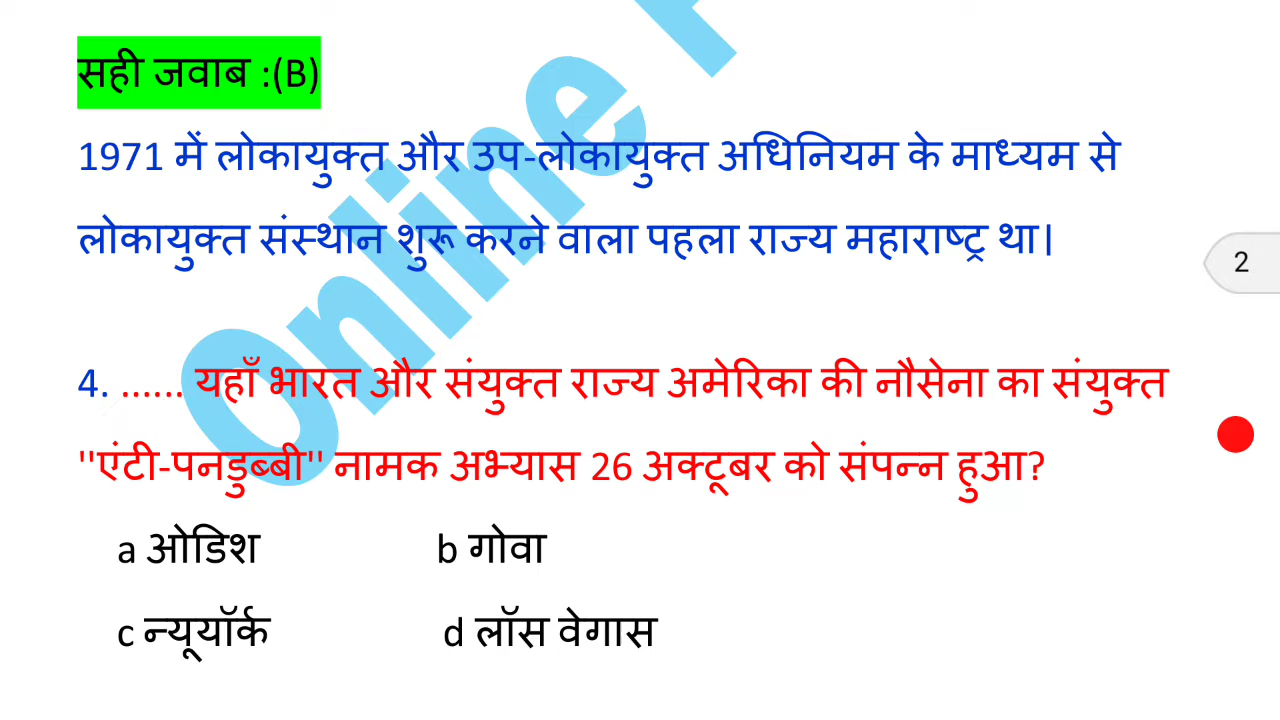 सही जवाब :(B)
1971 में लोकायुक्त और उप-लोकायुक्त अधिनियम के माध्यम से
लोकायुक्त संस्थान शुरू करने वाला पहला राज्य महाराष्ट्र था।
2
4. ...... यहाँ भारत और संयुक्त राज्य अमेरिका की नौसेना का संयुक्त
"एंटी-पनडुब्बी" नामक अभ्यास 26 अक्टूबर को संपन्न हुआ?
a ओडिश b गोवा
c न्यूयॉर्क d लॉस वेगास
Online